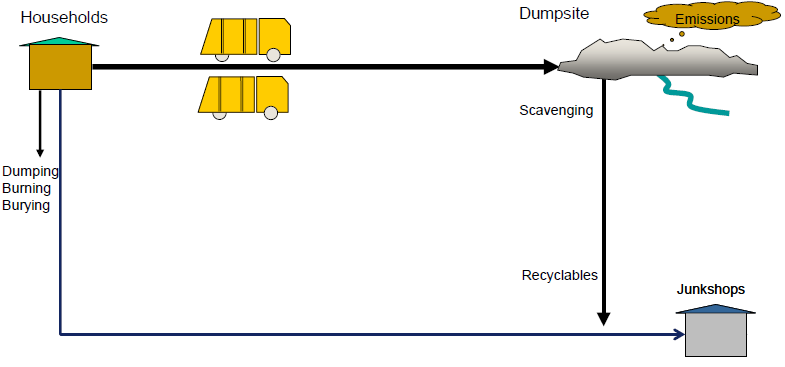 Households
Dumpsite
Emissions
Scavenging
Dumping
Burning
Burying
Recyclables
Junkshops